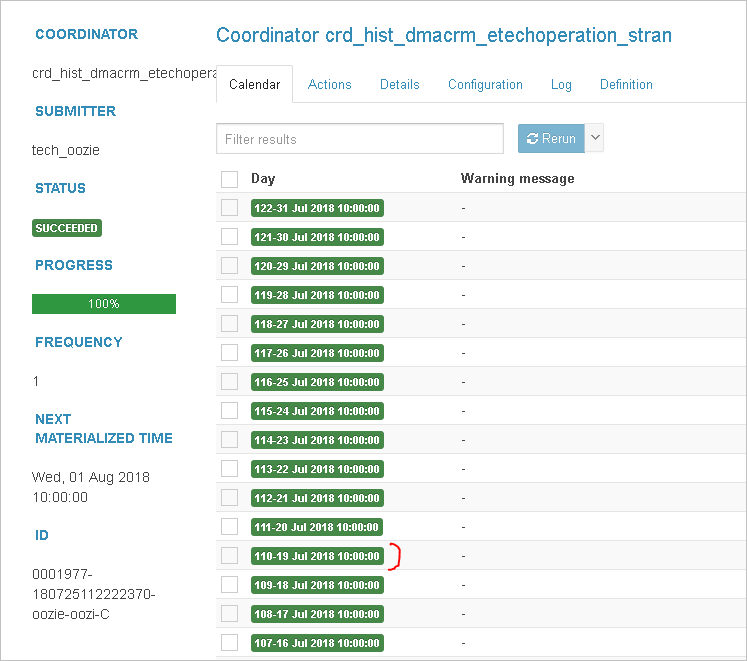 COORDINATOR
crd_hist_dmacrm_etechopera
SUBMITTER
tech_oozie
STATUS
SUCCEEDED
PROGRESS
100%
FREQUENCY
1
NEXT
MATERIALIZED TIME
Wed, 01 Aug 2018
10:00:00
ID
0001977-
180725112222370-
oozie-oozi-C
Coordinator crd_hist_dmacrm_etechoperation_stran
Calendar Actions Details Configuration Log Definition
Filter results Rerun
Day Warning message
122-31 Jul 2018 10:00:00 -
121-30 Jul 2018 10:00:00 -
120-29 Jul 2018 10:00:00 -
119-28 Jul 2018 10:00:00 -
118-27 Jul 2018 10:00:00 -
117-26 Jul 2018 10:00:00 -
116-25 Jul 2018 10:00:00 -
115-24 Jul 2018 10:00:00 -
114-23 Jul 2018 10:00:00 -
113-22 Jul 2018 10:00:00 -
112-21 Jul 2018 10:00:00 -
111-20 Jul 2018 10:00:00 -
110-19 Jul 2018 10:00:00 -
109-18 Jul 2018 10:00:00 -
108-17 Jul 2018 10:00:00 -
107-16 Jul 2018 10:00:00 -